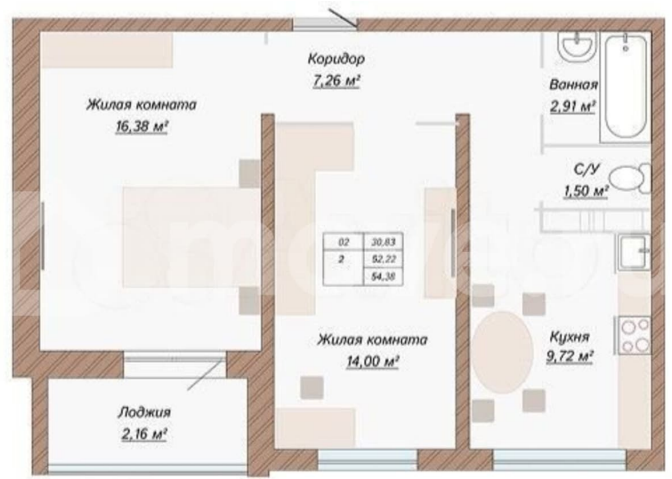 Коридор
7,26 м²
Ванная
2,91 м²
Жилая комната
16,38 м²
С/У
1,50 м²
02 30,83
2 52,22
54,38
Жилая комната
14,00 м²
Кухня
9,72 м²
Лоджия
2,16 м²